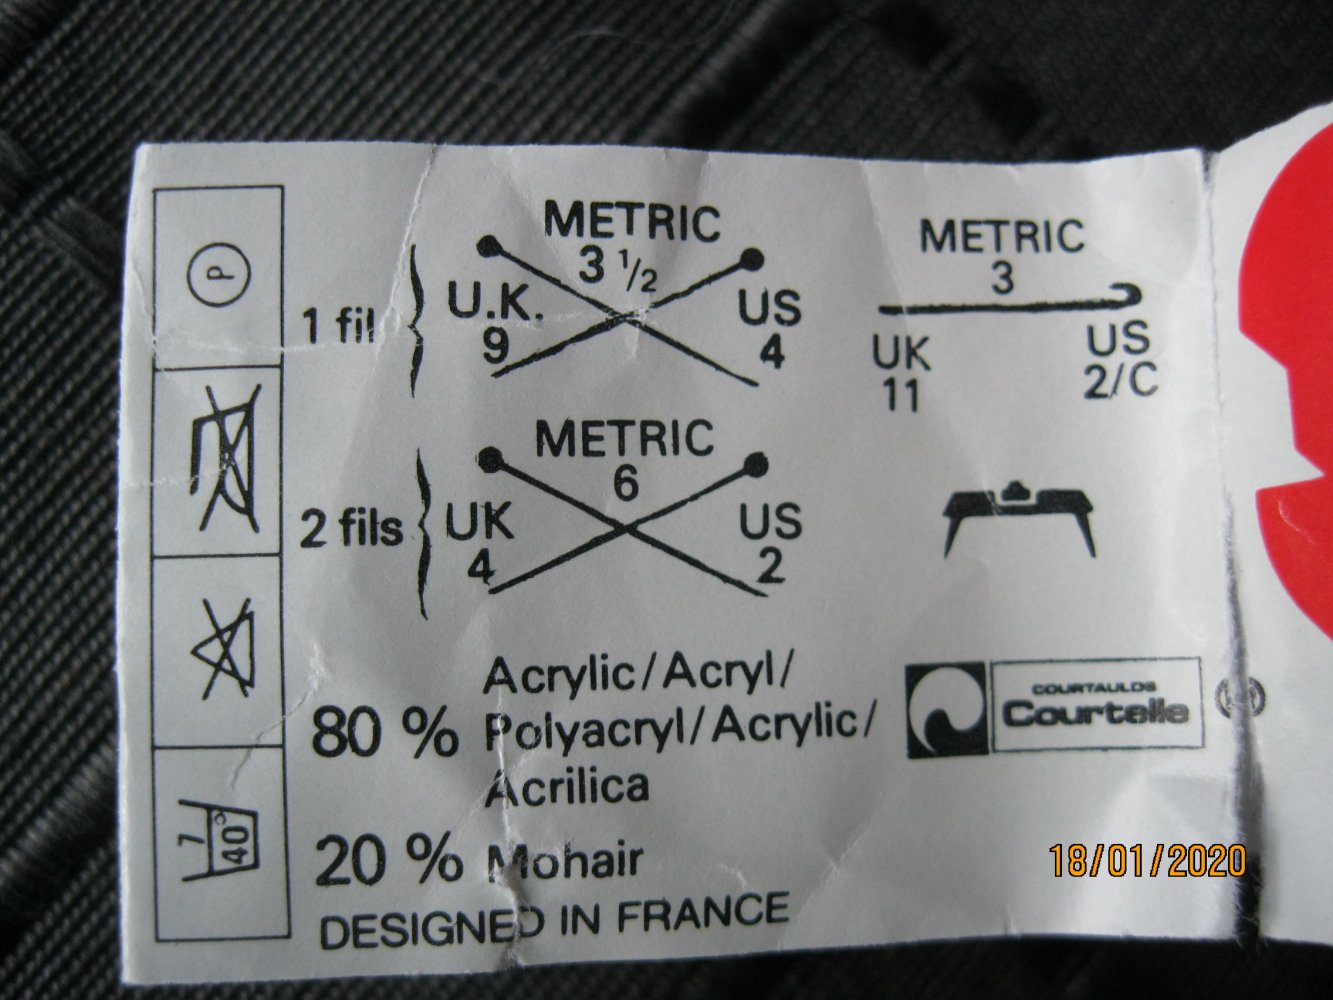 P
7
40°
1 fil
METRIC
3 1/2
U.K.
9
US
4
METRIC
3
UK
11
US
2/C
2 fils
METRIC
6
UK
4
US
2
80 % Acrylic/Acryl/
Polyacryl/Acrylic/
Acrilica
20 % Mohair
DESIGNED IN FRANCE
COURTAULDS
Courtelle
18/01/2020